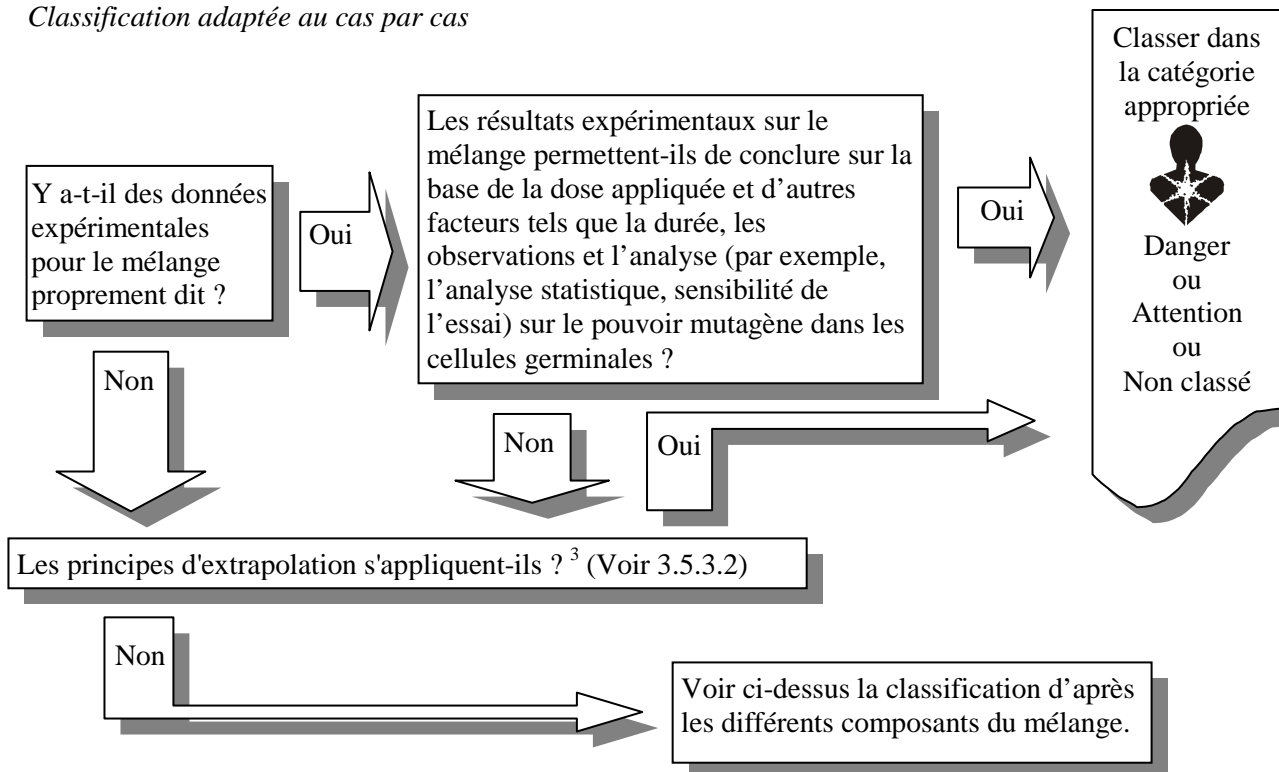 Classification adaptée au cas par cas
Y a-t-il des données
expérimentales
pour le mélange
proprement dit ?
Oui
Les résultats expérimentaux sur le
mélange permettent-ils de conclure sur la
base de la dose appliquée et d’autres
facteurs tels que la durée, les
observations et l’analyse (par exemple,
l’analyse statistique, sensibilité de
l’essai) sur le pouvoir mutagène dans les
cellules germinales ?
Oui
Classer dans
la catégorie
appropriée
Danger
ou
Attention
ou
Non classé
Non
Non
Oui
Les principes d'extrapolation s'appliquent-ils ? ³ (Voir 3.5.3.2)
Non
Voir ci-dessus la classification d’après
les différents composants du mélange.